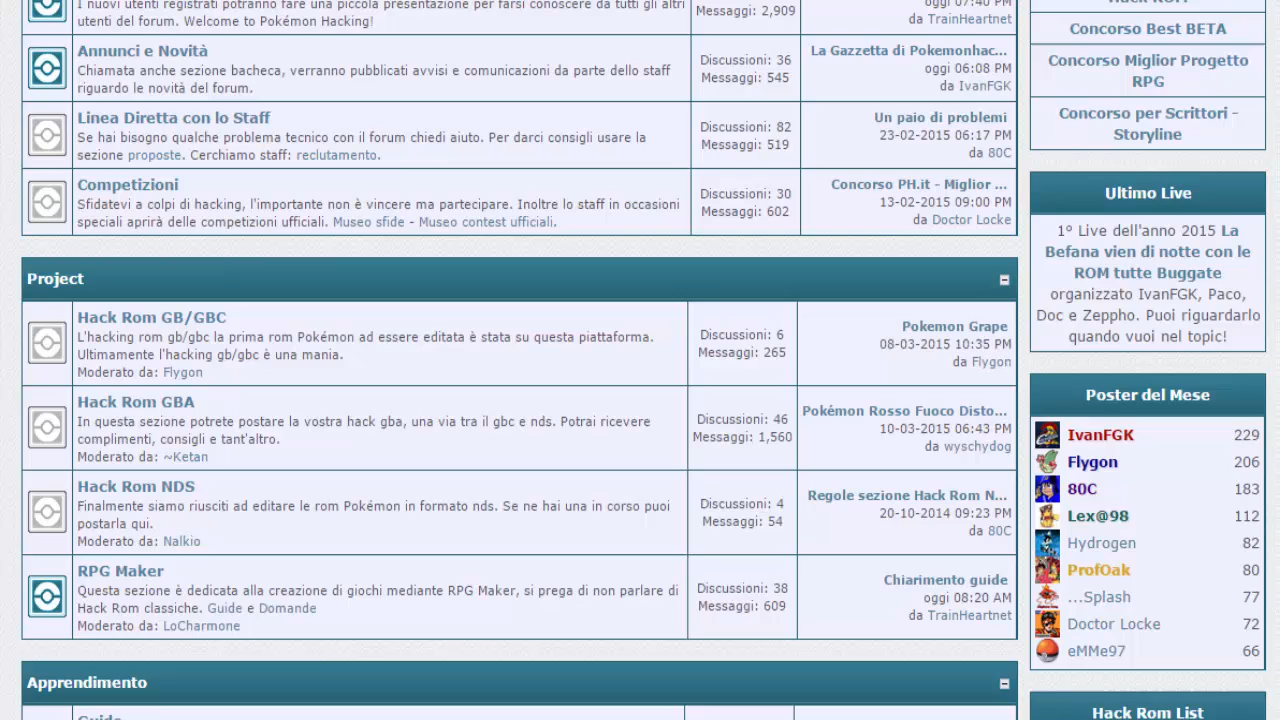 I nuovi utenti registrati potranno fare una piccola presentazione per farsi conoscere da tutti gli altri
utenti del forum. Welcome to Pokémon Hacking!
Messaggi: 2,909
oggi 07:40 PM
da TrainHeartnet
Annunci e Novità
Chiamata anche sezione bacheca, verranno pubblicati avvisi e comunicazioni da parte dello staff
riguardo le novità del forum.
Discussioni: 36
Messaggi: 545
La Gazzetta di Pokemonhac...
oggi 06:08 PM
da IvanFGK
Linea Diretta con lo Staff
Se hai bisogno qualche problema tecnico con il forum chiedi aiuto. Per darci consigli usare la
sezione proposte. Cerchiamo staff: reclutamento.
Discussioni: 82
Messaggi: 519
Un paio di problemi
23-02-2015 06:17 PM
da 80C
Competizioni
Sfidatevi a colpi di hacking, l'importante non è vincere ma partecipare. Inoltre lo staff in occasioni
speciali aprirà delle competizioni ufficiali. Museo sfide - Museo contest ufficiali.
Discussioni: 30
Messaggi: 602
Concorso PH.it - Miglior ...
13-02-2015 09:00 PM
da Doctor Locke
Project
Hack Rom GB/GBC
L'hacking rom gb/gbc la prima rom Pokémon ad essere editata è stata su questa piattaforma.
Ultimamente l'hacking gb/gbc è una mania.
Moderato da: Flygon
Discussioni: 6
Messaggi: 265
Pokemon Grape
08-03-2015 10:35 PM
da Flygon
Hack Rom GBA
In questa sezione potrete postare la vostra hack gba, una via tra il gbc e nds. Potrai ricevere
complimenti, consigli e tant'altro.
Moderato da: ~Ketan
Discussioni: 46
Messaggi: 1,560
Pokémon Rosso Fuoco Disto...
10-03-2015 06:43 PM
da wyschydog
Hack Rom NDS
Finalmente siamo riusciti ad editare le rom Pokémon in formato nds. Se ne hai una in corso puoi
postarla qui.
Moderato da: Nalkio
Discussioni: 4
Messaggi: 54
Regole sezione Hack Rom N...
20-10-2014 09:23 PM
da 80C
RPG Maker
Questa sezione è dedicata alla creazione di giochi mediante RPG Maker, si prega di non parlare di
Hack Rom classiche. Guide e Domande
Moderato da: LoCharmone
Discussioni: 38
Messaggi: 609
Chiarimento guide
oggi 08:20 AM
da TrainHeartnet
Apprendimento
Guide
Hack ROM
Concorso Best BETA
Concorso Miglior Progetto
RPG
Concorso per Scrittori -
Storyline
Ultimo Live
1° Live dell'anno 2015 La
Befana vien di notte con le
ROM tutte Buggate
organizzato IvanFGK, Paco,
Doc e Zeppho. Puoi riguardarlo
quando vuoi nel topic!
Poster del Mese
IvanFGK 229
Flygon 206
80C 183
Lex@98 112
Hydrogen 82
ProfOak 80
...Splash 77
Doctor Locke 72
eMMe97 66
Hack Rom List